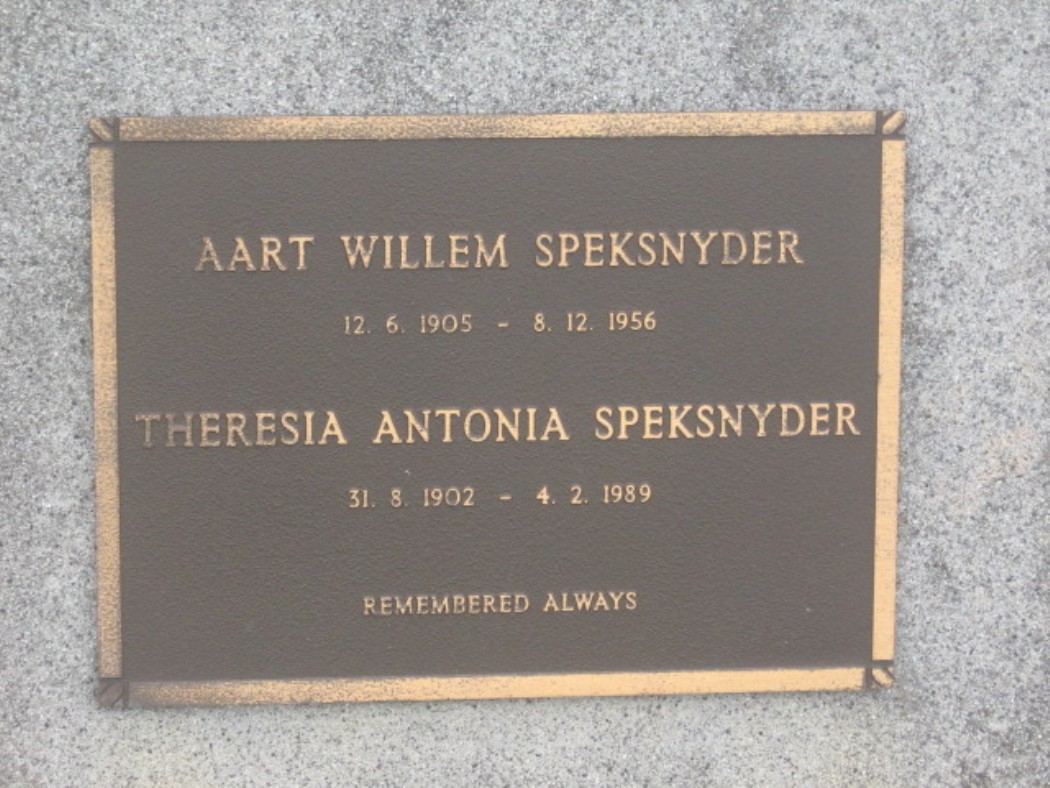 AART WILLEM SPEKSNYDER
12. 6. 1905 - 8. 12. 1956
THERESIA ANTONIA SPEKSNYDER
31. 8. 1902 - 4. 2. 1989
REMEMBERED ALWAYS